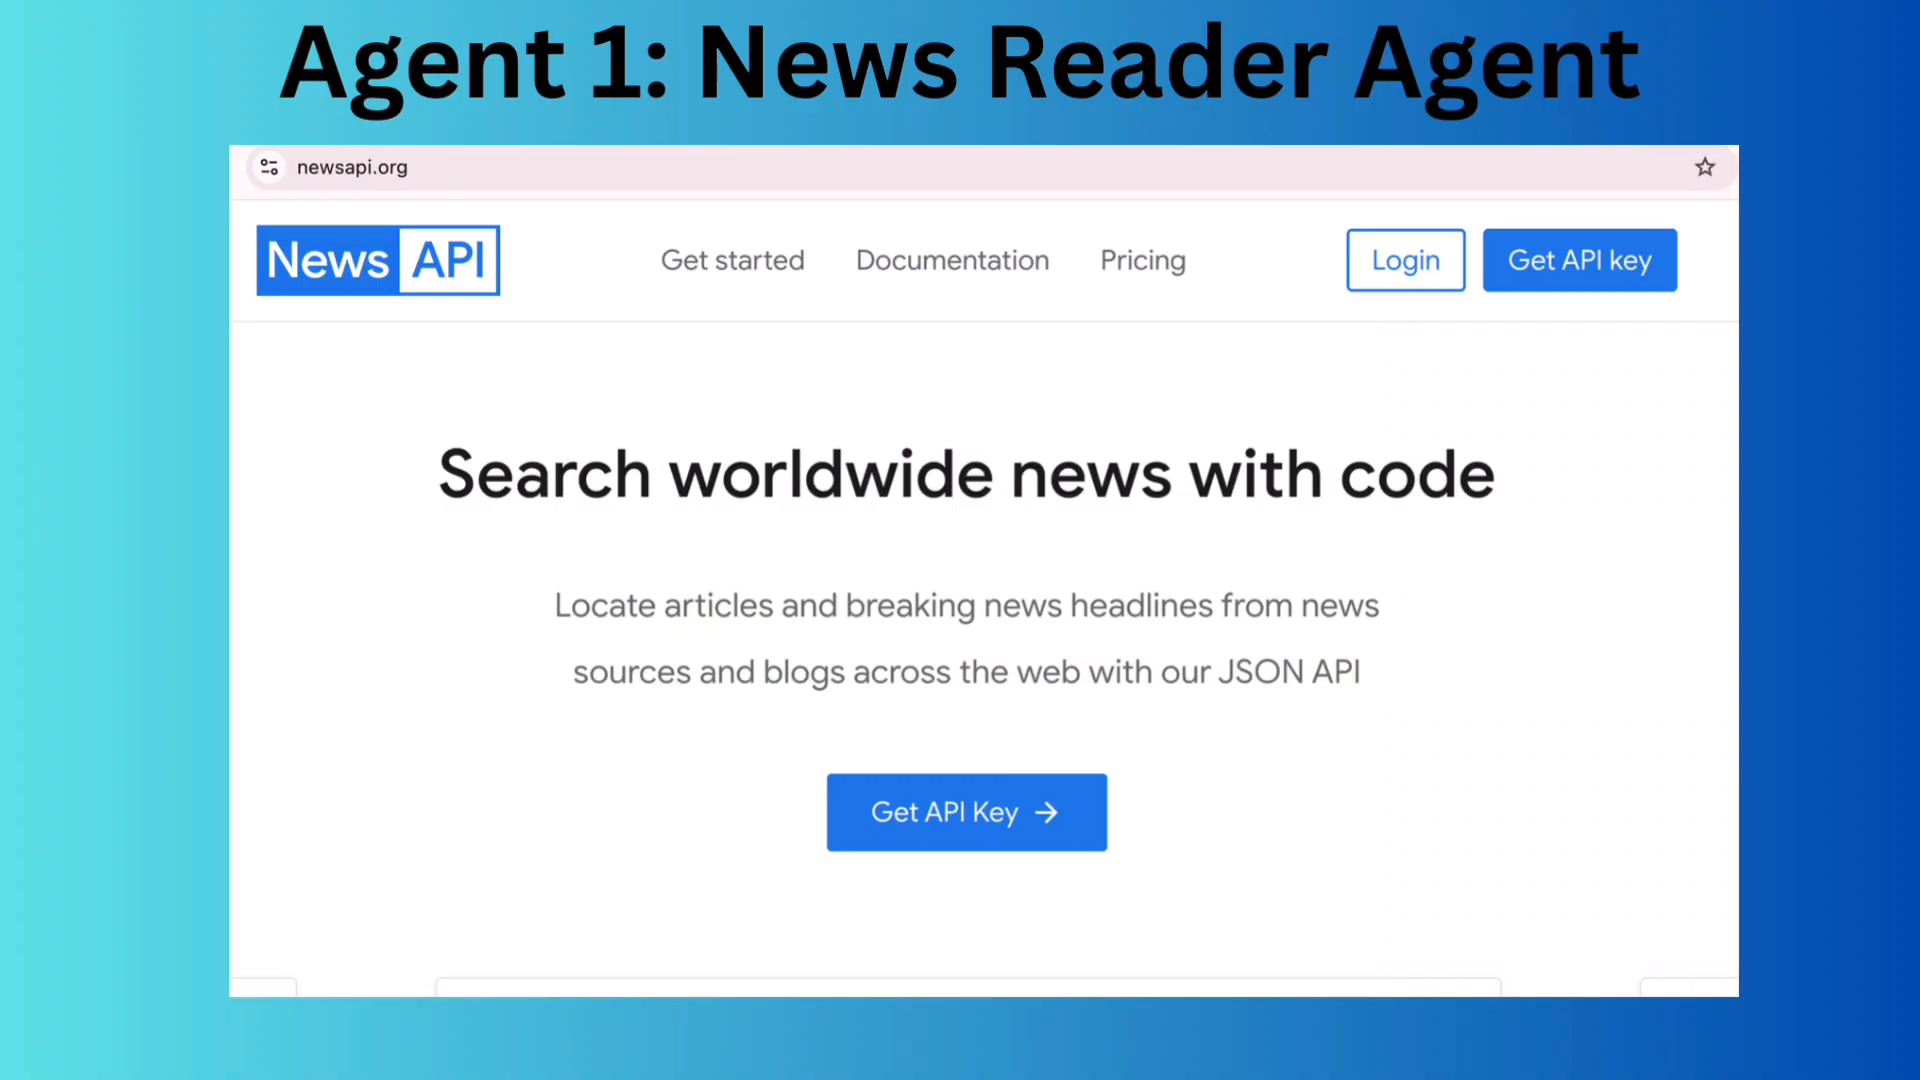 Agent 1: News Reader Agent
newsapi.org
News API
Get started
Documentation
Pricing
Login
Get API key
Search worldwide news with code
Locate articles and breaking news headlines from news
sources and blogs across the web with our JSON API
Get API Key →